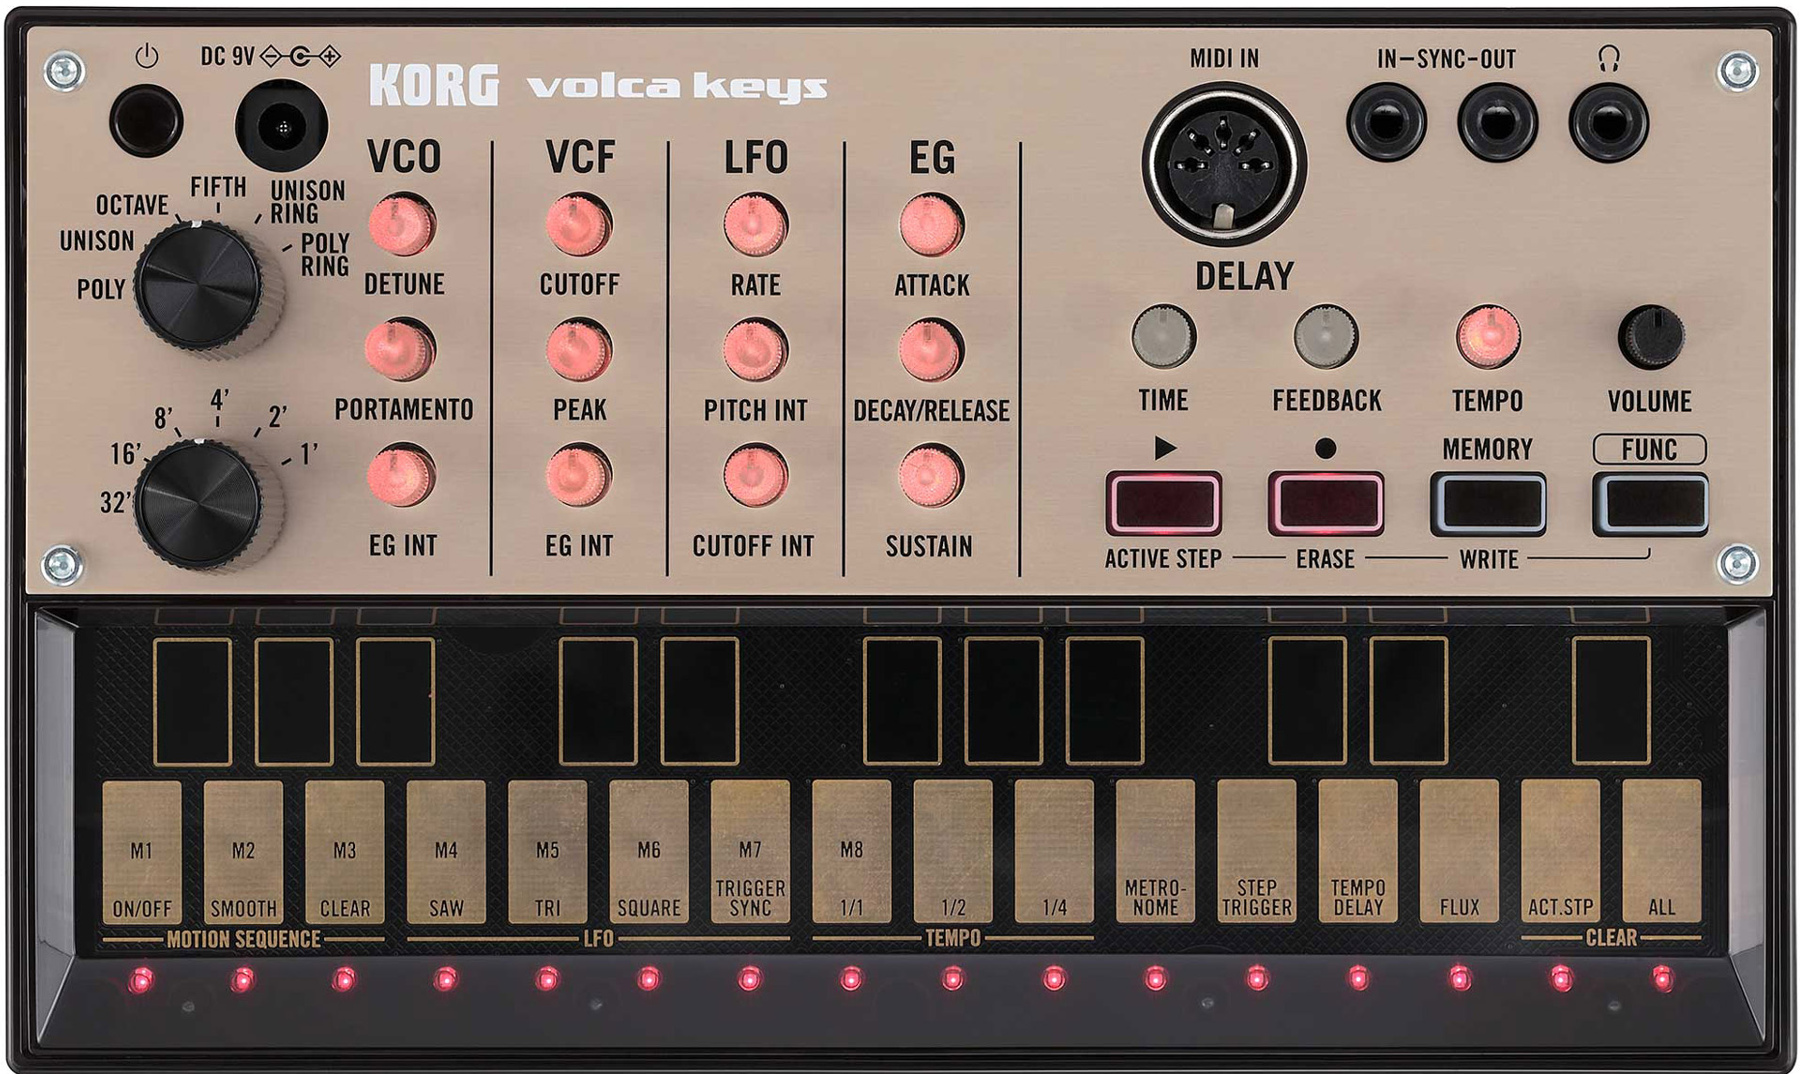 DC 9V
KORG volca keys
MIDI IN
IN-SYNC-OUT
VCO
VCF
LFO
EG
FIFTH
OCTAVE
UNISON
RING
UNISON
POLY
RING
POLY
DETUNE
CUTOFF
RATE
ATTACK
DELAY
PORTAMENTO
PEAK
PITCH INT
DECAY/RELEASE
TIME
FEEDBACK
TEMPO
VOLUME
4'
8'
2'
16'
1'
32'
MEMORY
FUNC
EG INT
EG INT
CUTOFF INT
SUSTAIN
ACTIVE STEP
ERASE
WRITE
M1
M2
M3
M4
M5
M6
M7
M8
ON/OFF
SMOOTH
CLEAR
SAW
TRI
SQUARE
TRIGGER
SYNC
1/1
1/2
1/4
METRO-
NOME
STEP
TRIGGER
TEMPO
DELAY
FLUX
ACT.STP
ALL
MOTION SEQUENCE
LFO
TEMPO
CLEAR